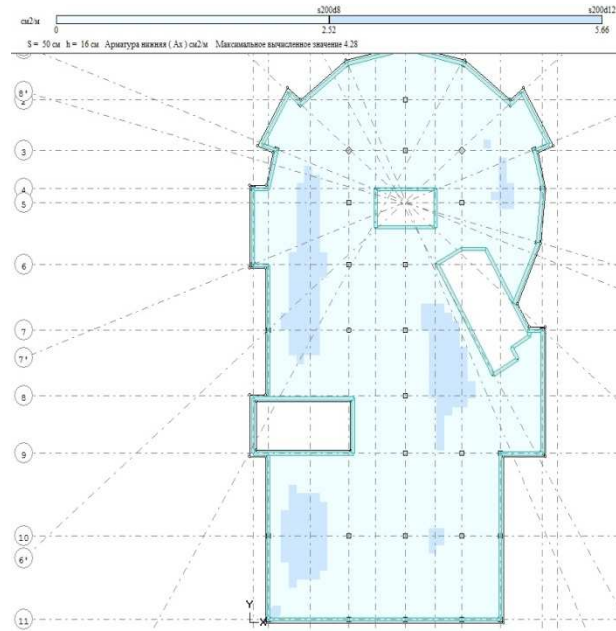 s200d8 s200d12
см2/м
0 2.52 5.66
S = 50 см h = 16 см Арматура нижняя ( Ax ) см2/м Максимальное вычисленное значение 4.28
8'
3
4
5
6
7
7'
8
9
10
6'
11
Y
X